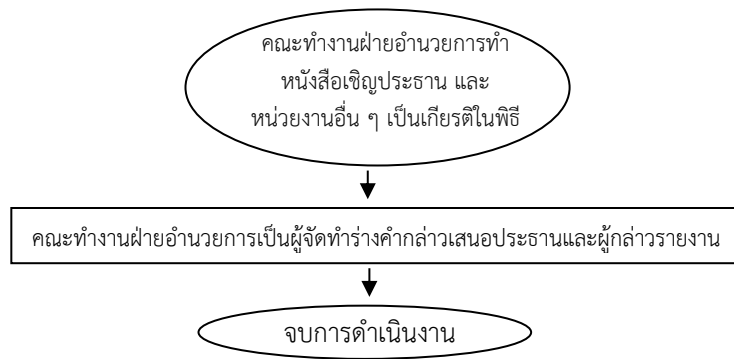 คณะทำงานฝ่ายอำนวยการทำ
หนังสือเชิญประธาน และ
หน่วยงานอื่น ๆ เป็นเกียรติในพิธี
คณะทำงานฝ่ายอำนวยการเป็นผู้จัดทำร่างคำกล่าวเสนอประธานและผู้กล่าวรายงาน
จบการดำเนินงาน